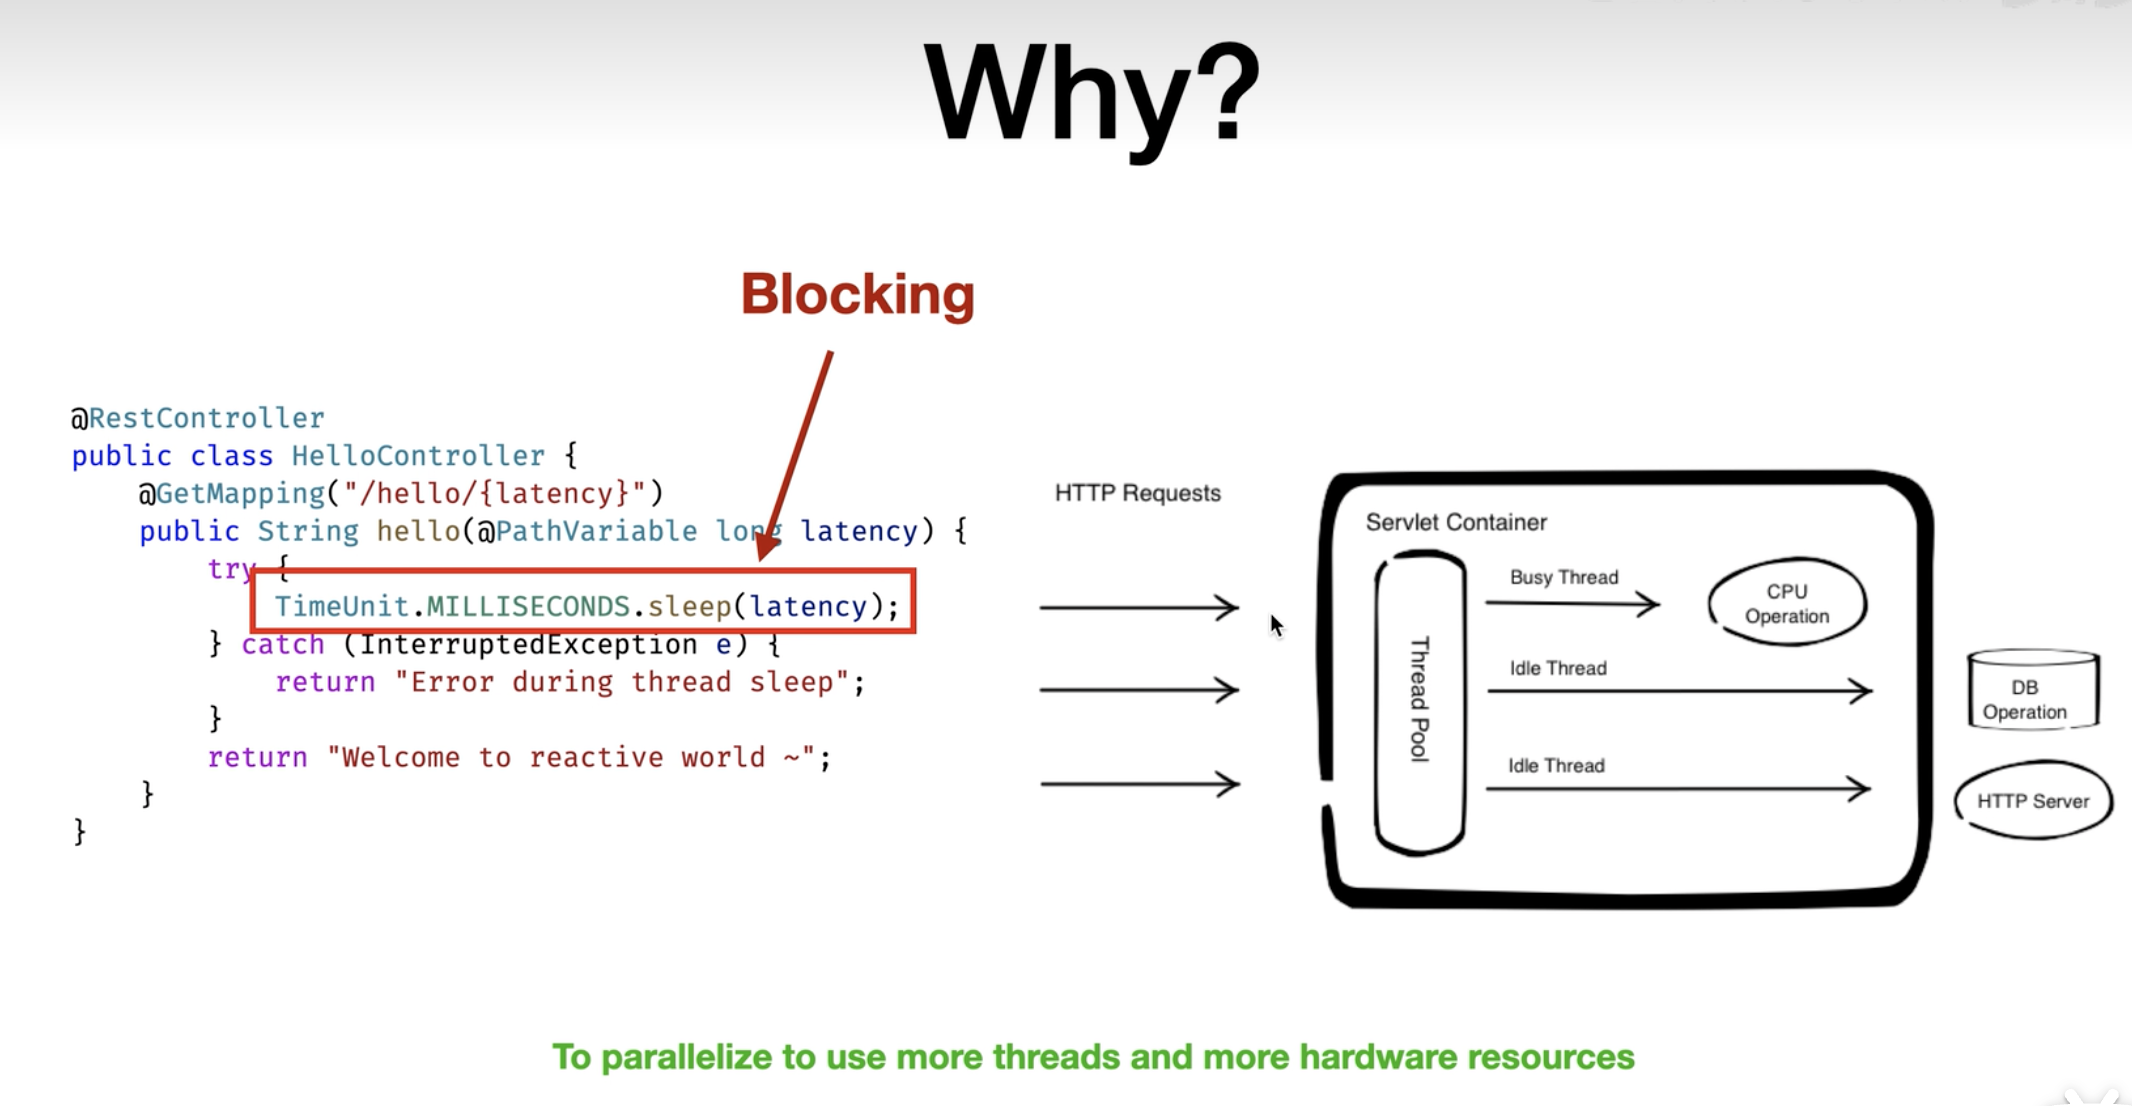 Why?
Blocking
@RestController
public class HelloController {
@GetMapping("/hello/{latency}")
public String hello(@PathVariable long latency) {
try {
TimeUnit.MILLISECONDS.sleep(latency);
} catch (InterruptedException e) {
return "Error during thread sleep";
}
return "Welcome to reactive world ~";
}
}
HTTP Requests
Servlet Container
Thread Pool
Busy Thread
CPU
Operation
Idle Thread
DB
Operation
Idle Thread
HTTP Server
To parallelize to use more threads and more hardware resources